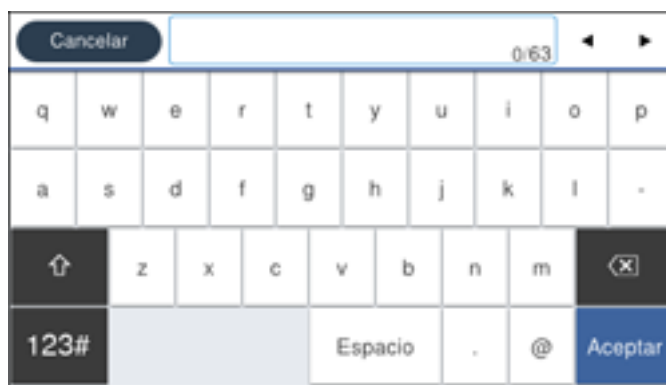 Cancelar
0/63
q w e r t y u i o p
a s d f g h j k l -
z x c v b n m
123# Espacio . @ Aceptar